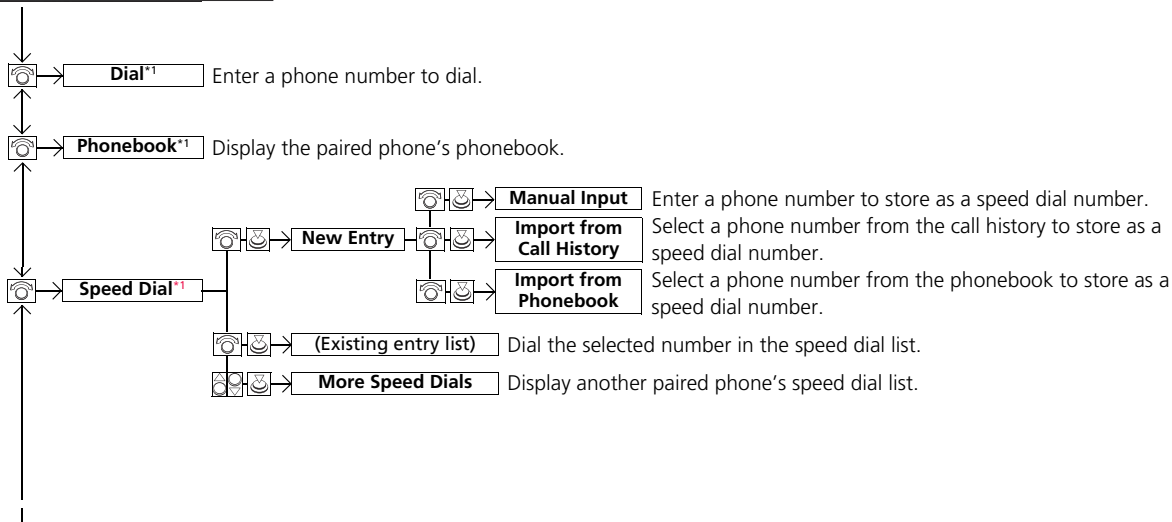 Dial*1 Enter a phone number to dial.
Phonebook*1 Display the paired phone's phonebook.
Manual Input Enter a phone number to store as a speed dial number.
New Entry
Import from
Call History
Select a phone number from the call history to store as a
speed dial number.
Speed Dial*1
Import from
Phonebook
Select a phone number from the phonebook to store as a
speed dial number.
(Existing entry list) Dial the selected number in the speed dial list.
More Speed Dials Display another paired phone's speed dial list.